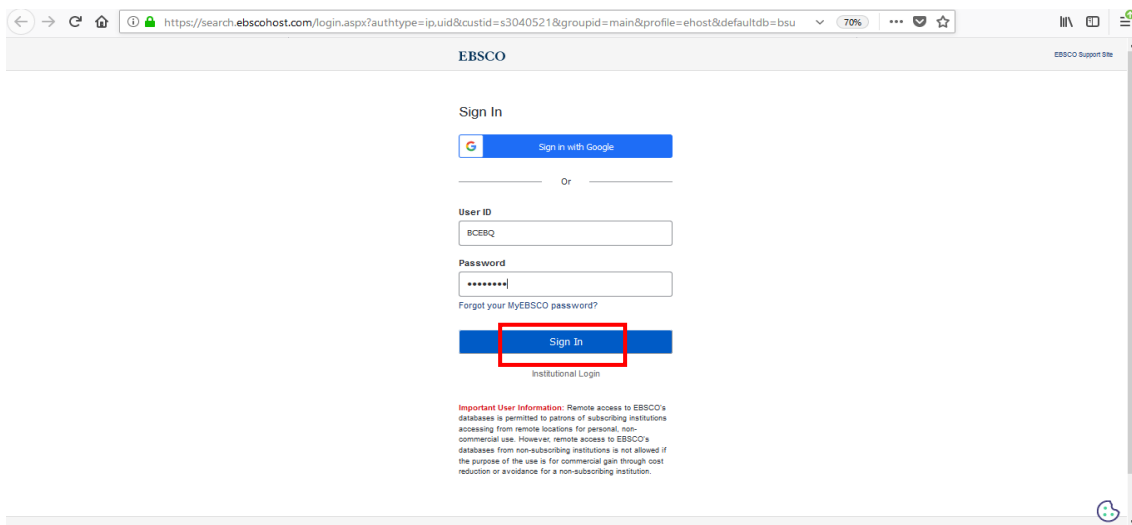 https://search.ebscohost.com/login.aspx?authtype=ip,uid&custid=s3040521&groupid=main&profile=ehost&defaultdb=bsu 70%
EBSCO
EBSCO Support Site
Sign In
G Sign in with Google
Or
User ID
BCEBQ
Password
••••••••
Forgot your MyEBSCO password?
Sign In
Institutional Login
Important User Information: Remote access to EBSCO's
databases is permitted to patrons of subscribing institutions
accessing from remote locations for personal, non-
commercial use. However, remote access to EBSCO's
databases from non-subscribing institutions is not allowed if
the purpose of the use is for commercial gain through cost
reduction or avoidance for a non-subscribing institution.